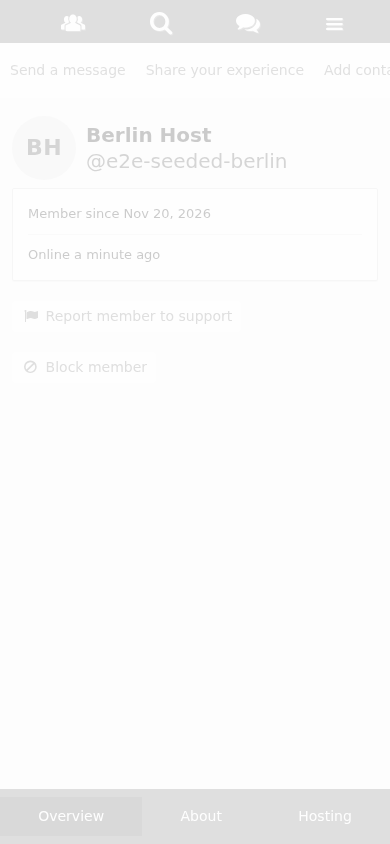 Send a message Share your experience Add conta
BH
Berlin Host
@e2e-seeded-berlin
Member since Nov 20, 2026
Online a minute ago
Report member to support
Block member
Overview About Hosting